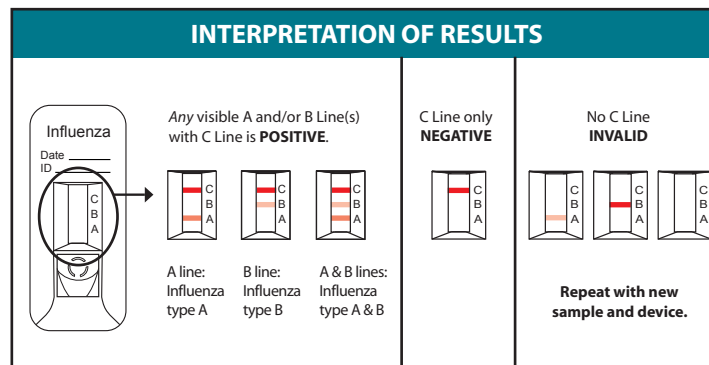 INTERPRETATION OF RESULTS
Influenza
Date
ID
C
B
A
Any visible A and/or B Line(s)
with C Line is POSITIVE.
C
B
A
C
B
A
C
B
A
A line:
Influenza
type A
B line:
Influenza
type B
A & B lines:
Influenza
type A & B
C Line only
NEGATIVE
C
B
A
No C Line
INVALID
C
B
A
C
B
A
C
B
A
Repeat with new
sample and device.